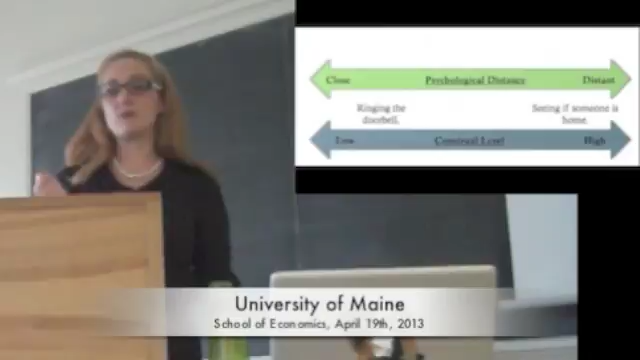 Close Psychological Distance Distant
Ringing the doorbell.
Seeing if someone is home.
Low Construal Level High
University of Maine
School of Economics, April 19th, 2013